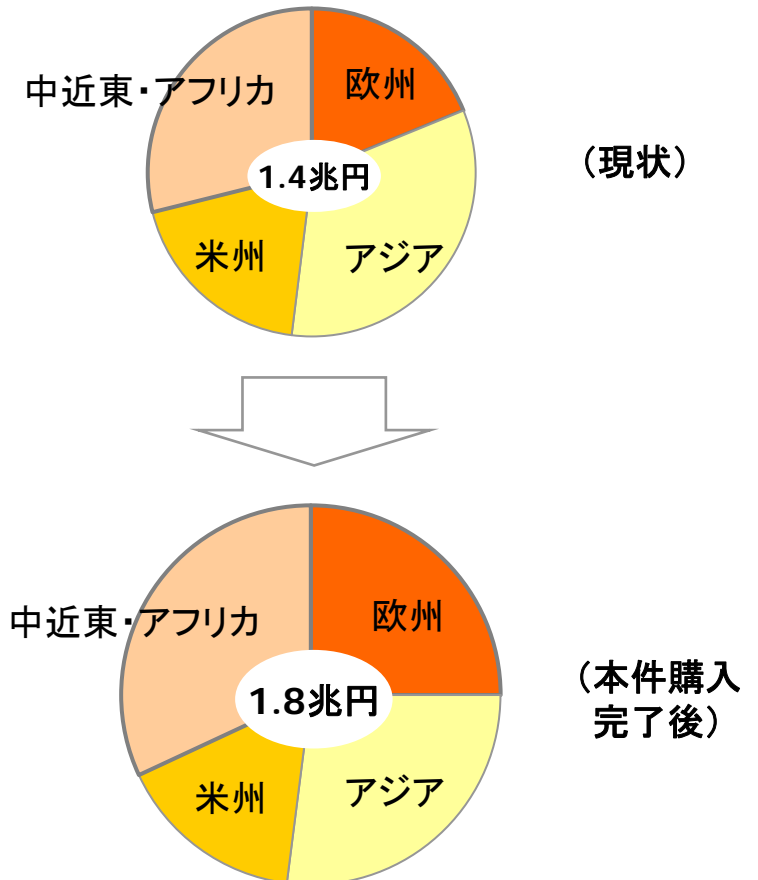 中近東・アフリカ
欧州
1.4兆円
米州
アジア
（現状）
中近東・アフリカ
欧州
1.8兆円
米州
アジア
（本件購入
完了後）